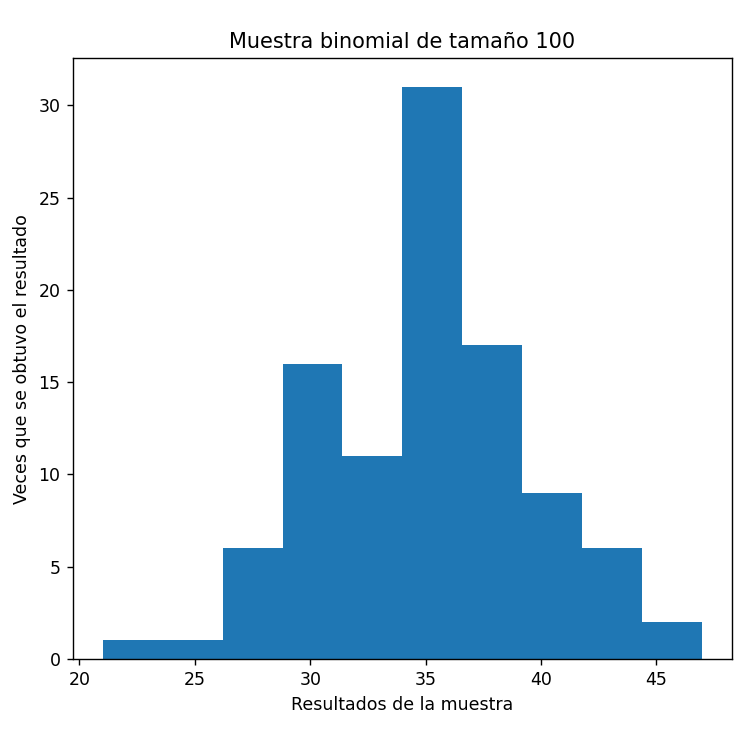 Muestra binomial de tamaño 100
Veces que se obtuvo el resultado
30
25
20
15
10
5
0
20 25 30 35 40 45
Resultados de la muestra